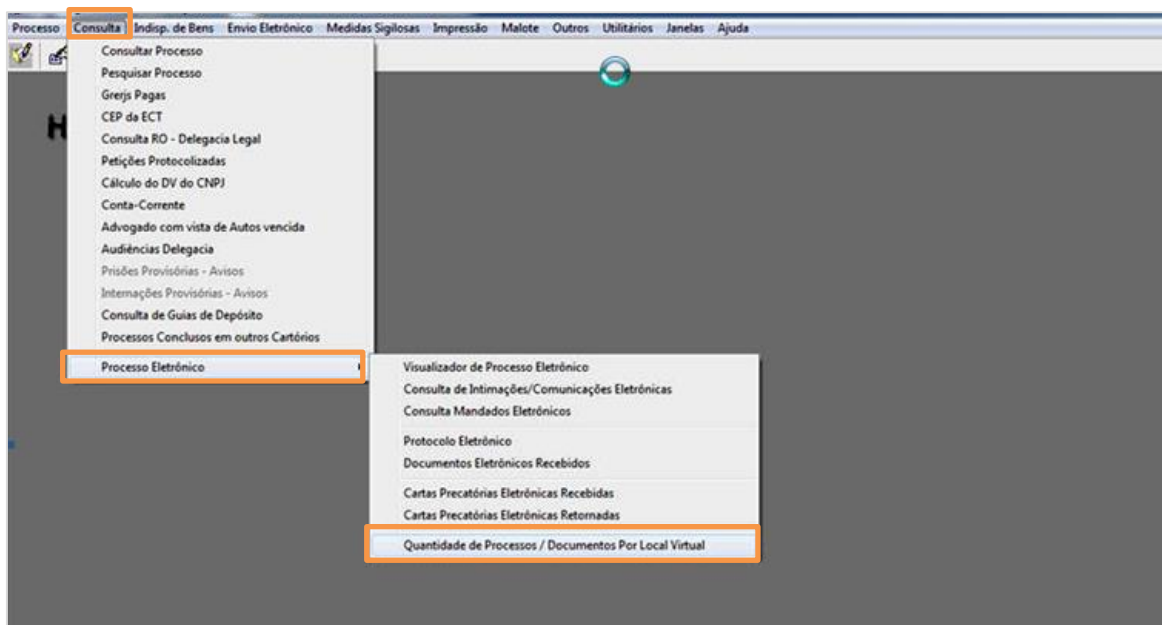 Processo Consulta Indisp. de Bens Envio Eletrônico Medidas Sigilosas Impressão Malote Outros Utilitários Janelas Ajuda
Consultar Processo
Pesquisar Processo
Grerjs Pagas
CEP da ECT
H
Consulta RO - Delegacia Legal
Petições Protocolizadas
Cálculo do DV do CNPJ
Conta-Corrente
Advogado com vista de Autos vencida
Audiências Delegacia
Prisões Provisórias - Avisos
Internações Provisórias - Avisos
Consulta de Guias de Depósito
Processos Conclusos em outros Cartórios
Processo Eletrônico
Visualizador de Processo Eletrônico
Consulta de Intimações/Comunicações Eletrônicas
Consulta Mandados Eletrônicos
Protocolo Eletrônico
Documentos Eletrônicos Recebidos
Cartas Precatórias Eletrônicas Recebidas
Cartas Precatórias Eletrônicas Retornadas
Quantidade de Processos / Documentos Por Local Virtual